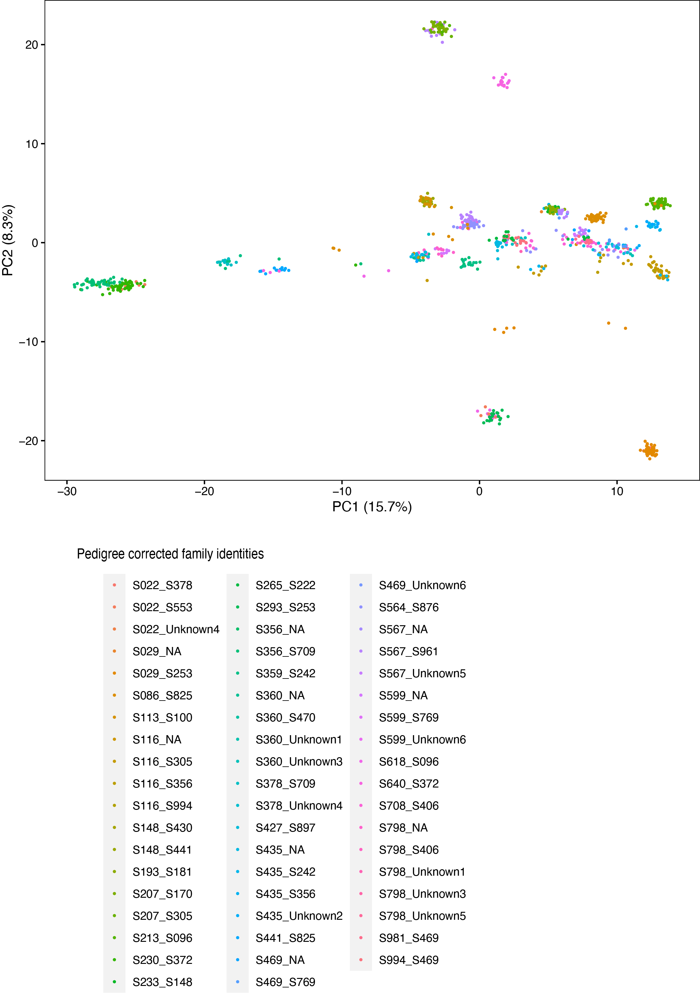 20
10
0
−10
−20
PC2 (8.3%)
−30 −20 −10 0 10
PC1 (15.7%)
Pedigree corrected family identities
S022_S378
S022_S553
S022_Unknown4
S029_NA
S029_S253
S086_S825
S113_S100
S116_NA
S116_S305
S116_S356
S116_S994
S148_S430
S148_S441
S193_S181
S207_S170
S207_S305
S213_S096
S230_S372
S233_S148
S265_S222
S293_S253
S356_NA
S356_S709
S359_S242
S360_NA
S360_S470
S360_Unknown1
S360_Unknown3
S378_S709
S378_Unknown4
S427_S897
S435_NA
S435_S242
S435_S356
S435_Unknown2
S441_S825
S469_NA
S469_S769
S469_Unknown6
S564_S876
S567_NA
S567_S961
S567_Unknown5
S599_NA
S599_S769
S599_Unknown6
S618_S096
S640_S372
S708_S406
S798_NA
S798_S406
S798_Unknown1
S798_Unknown3
S798_Unknown5
S981_S469
S994_S469